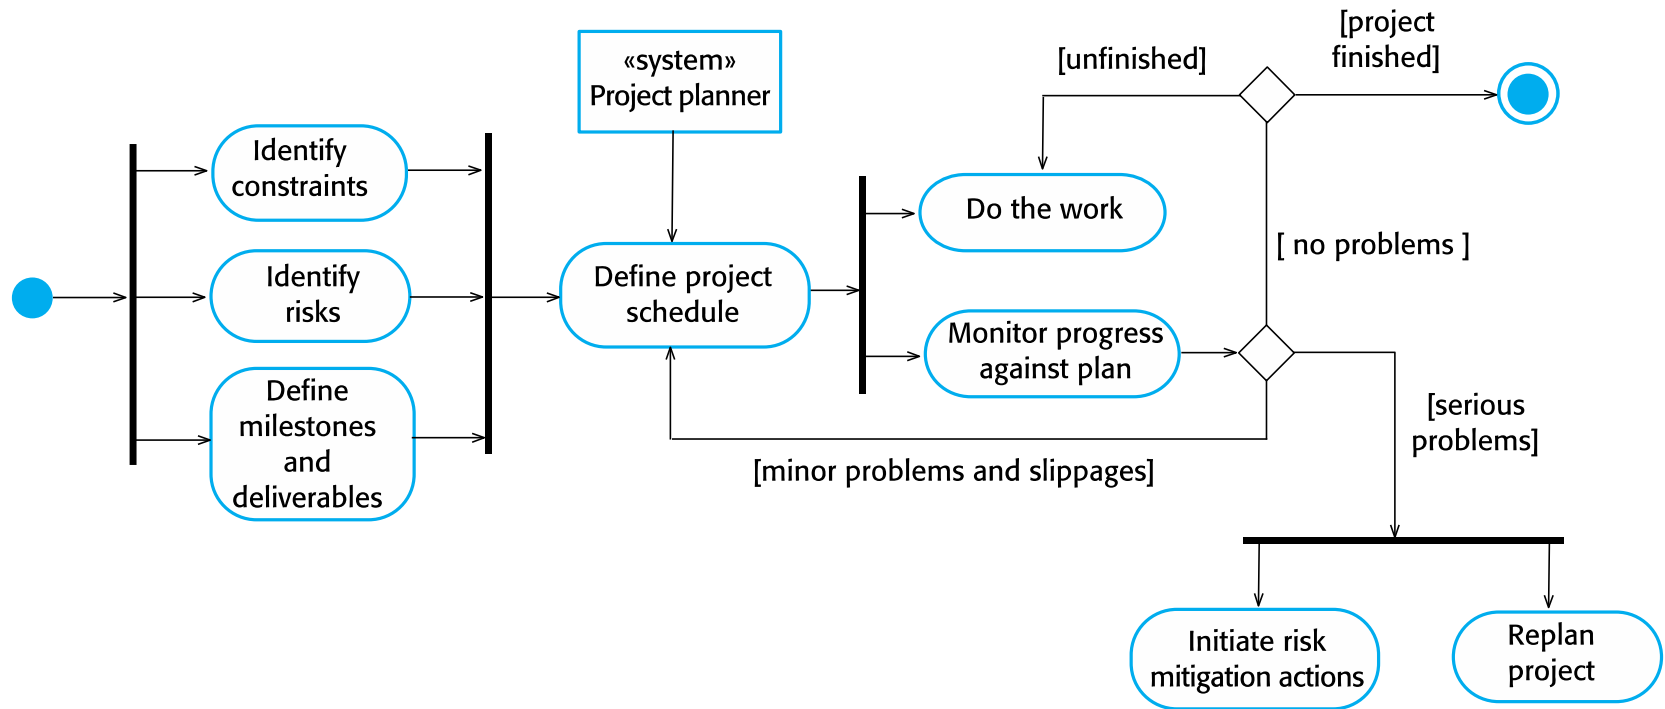 Identify
constraints
Identify
risks
Define
milestones
and
deliverables
«system»
Project planner
Define project
schedule
[unfinished]
[project
finished]
Do the work
[ no problems ]
Monitor progress
against plan
[minor problems and slippages]
[serious
problems]
Initiate risk
mitigation actions
Replan
project